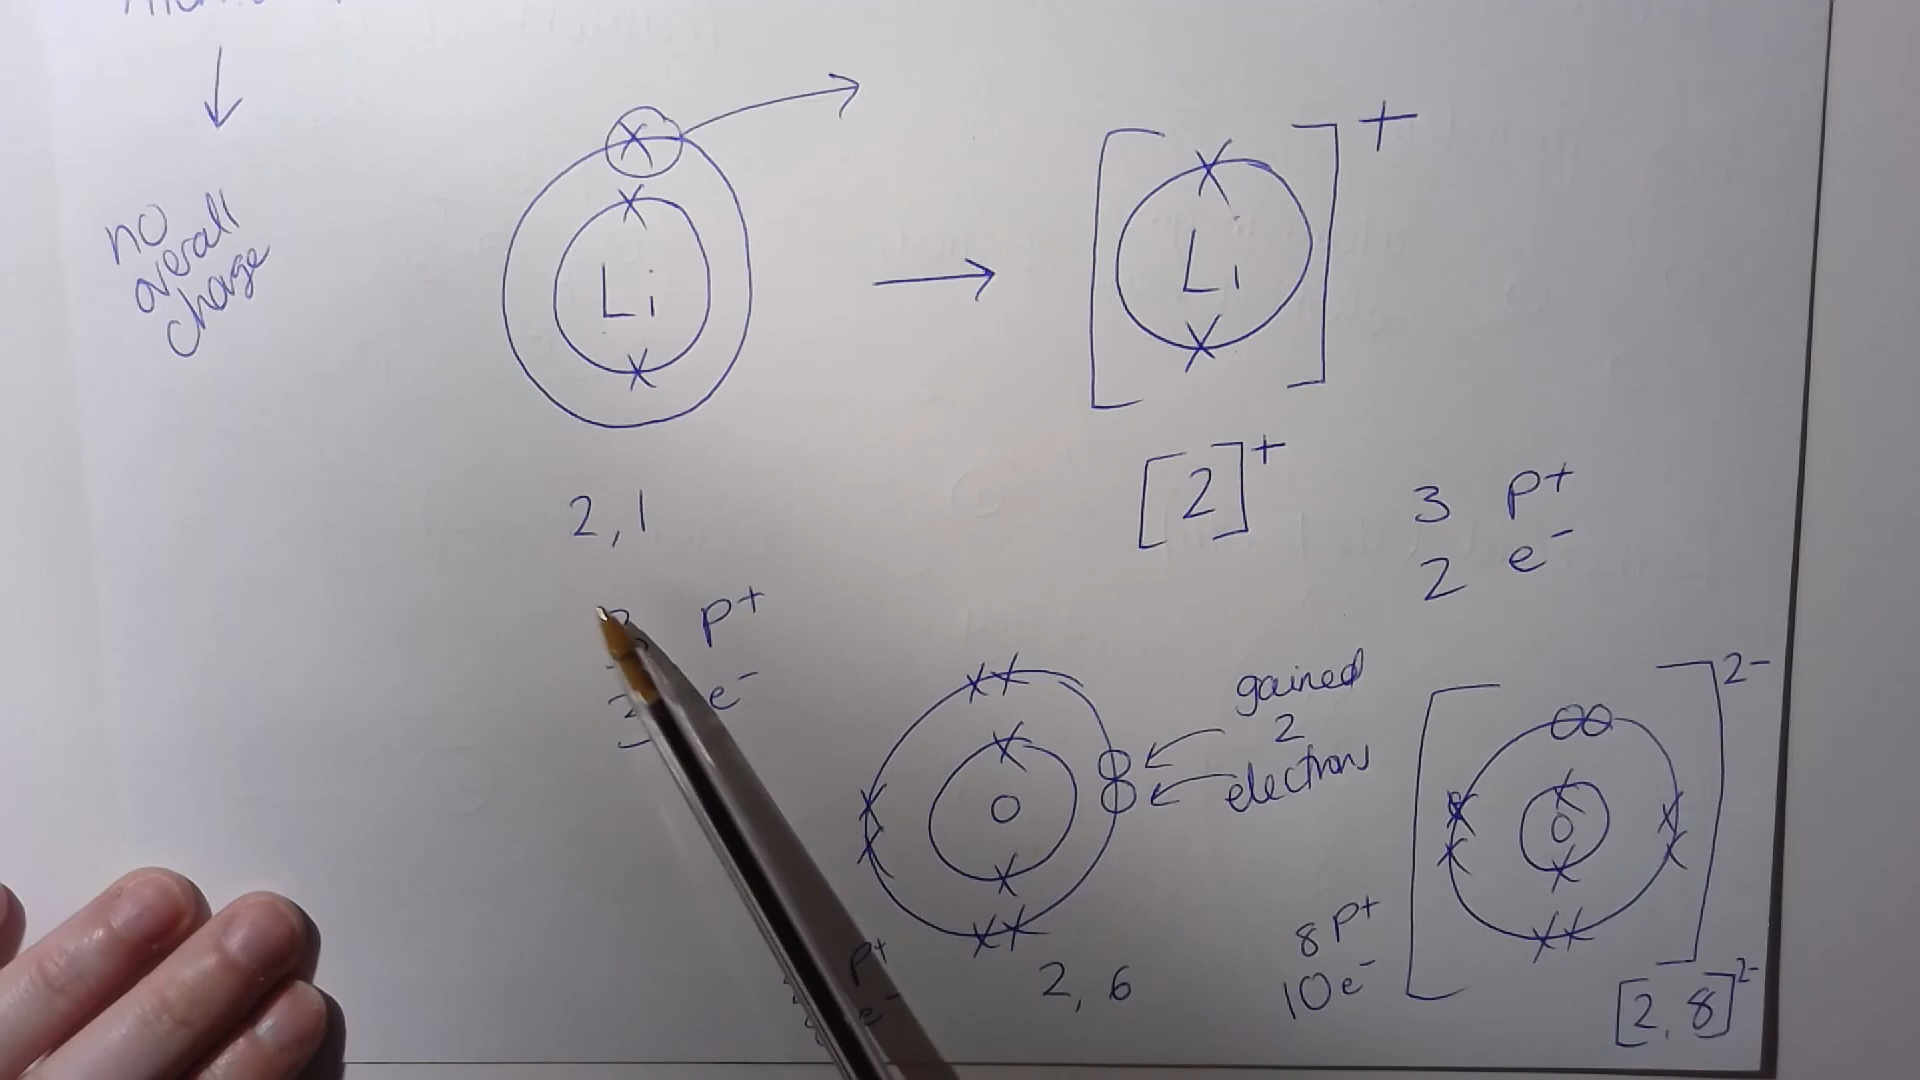 no
overall
charge
Li
2, 1
p+
e-
Li
+
[2]+
3 p+
2 e-
O
gained
2
electrons
2, 6
p+
e-
O
2-
8 p+
10 e-
[2, 8]2-